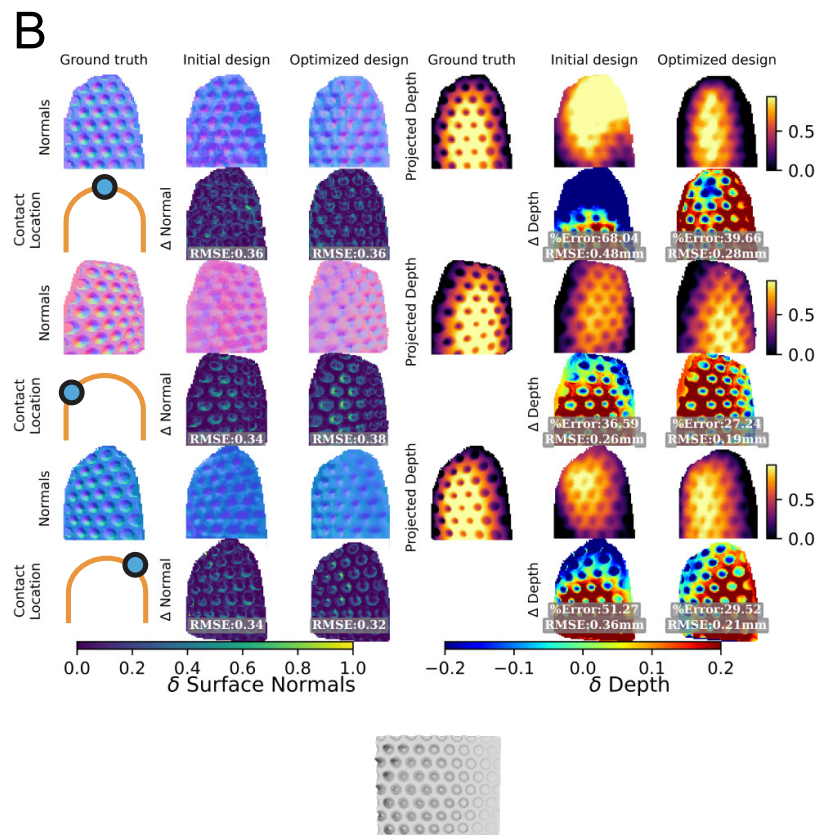 B
Ground truth Initial design Optimized design Ground truth Initial design Optimized design
Normals
Projected Depth
0.5
0.0
Contact
Location
Δ Normal
RMSE:0.36
RMSE:0.36
Δ Depth
%Error:68.04
RMSE:0.48mm
%Error:39.66
RMSE:0.28mm
Normals
Projected Depth
0.5
0.0
Contact
Location
Δ Normal
RMSE:0.34
RMSE:0.38
Δ Depth
%Error:36.59
RMSE:0.26mm
%Error:27.24
RMSE:0.19mm
Normals
Projected Depth
0.5
0.0
Contact
Location
Δ Normal
RMSE:0.34
RMSE:0.32
Δ Depth
%Error:51.27
RMSE:0.36mm
%Error:29.52
RMSE:0.21mm
0.0 0.2 0.4 0.6 0.8 1.0
δ Surface Normals
−0.2 −0.1 0.0 0.1 0.2
δ Depth